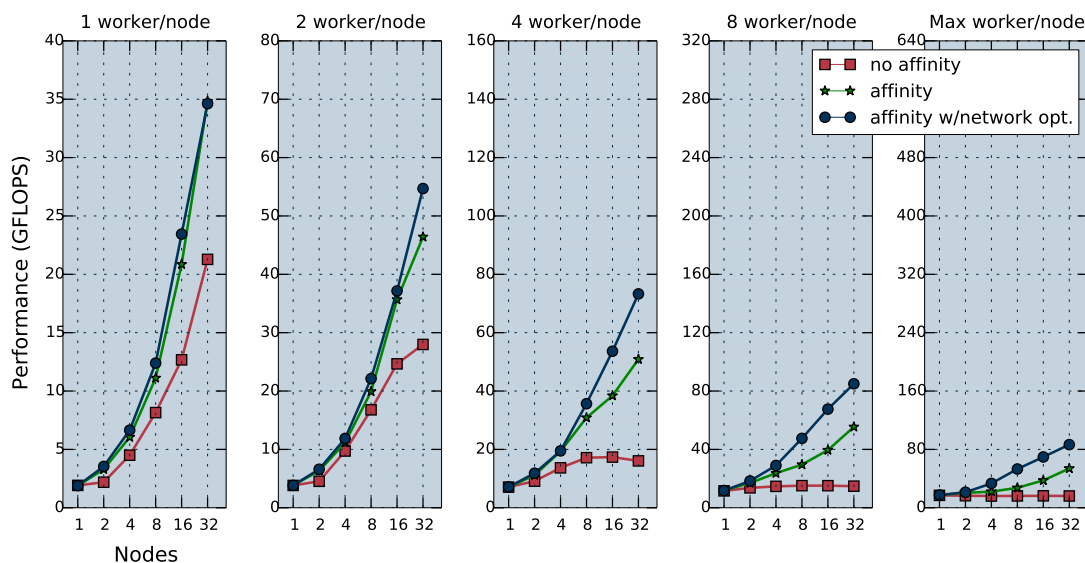 1 worker/node
2 worker/node
4 worker/node
8 worker/node
Max worker/node
no affinity
affinity
affinity w/network opt.
Performance (GFLOPS)
40
35
30
25
20
15
10
5
0
1 2 4 8 16 32
80
70
60
50
40
30
20
10
0
1 2 4 8 16 32
160
140
120
100
80
60
40
20
0
1 2 4 8 16 32
320
280
240
200
160
120
80
40
0
1 2 4 8 16 32
640
480
400
320
240
160
80
0
1 2 4 8 16 32
Nodes